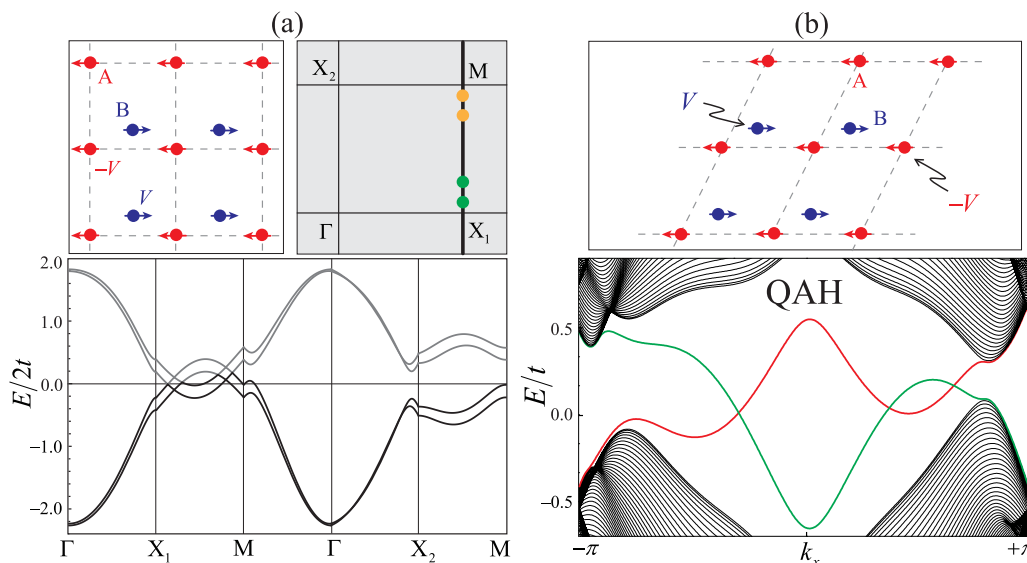 (a)
A
B
−V
V
X₂
M
Γ
X₁
E/2t
2.0
1.0
0.0
−1.0
−2.0
Γ
X₁
M
Γ
X₂
M
(b)
A
V
B
−V
QAH
E/t
0.5
0.0
−0.5
−π
kₓ
+π